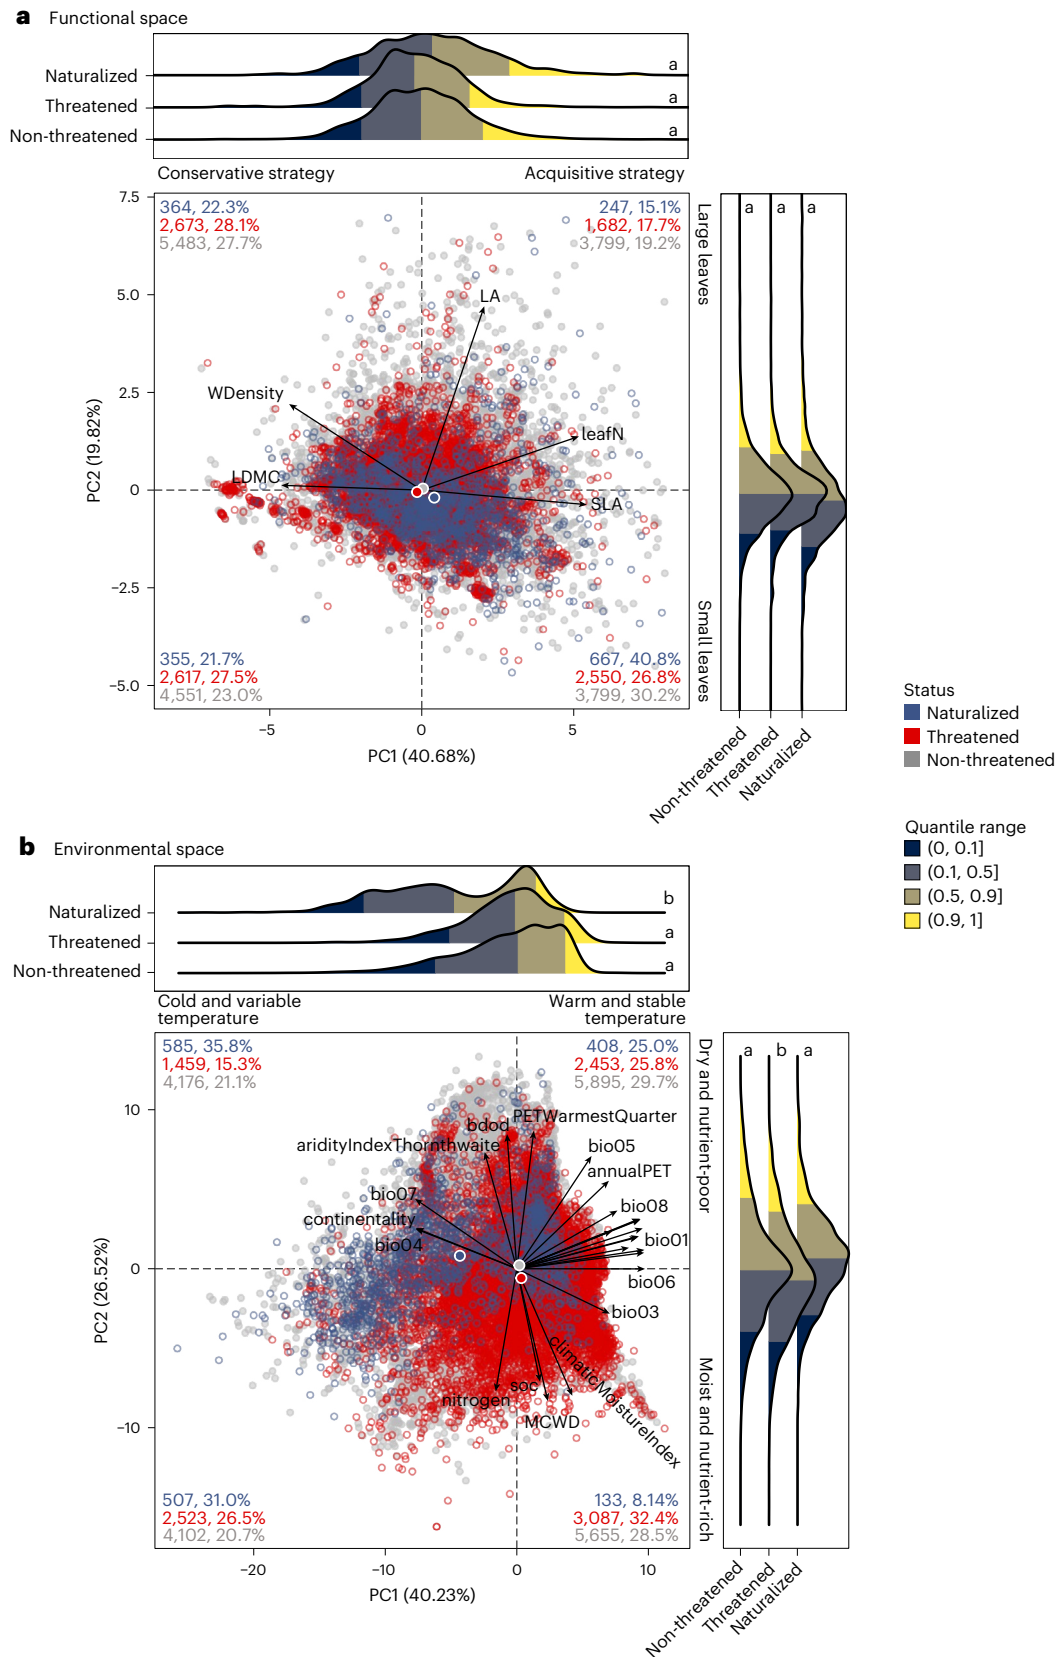 a Functional space
Naturalized
Threatened
Non-threatened
a
a
a
Conservative strategy
Acquisitive strategy
7.5
5.0
2.5
0
−2.5
−5.0
PC2 (19.82%)
364, 22.3%
2,673, 28.1%
5,483, 27.7%
247, 15.1%
1,682, 17.7%
3,799, 19.2%
LA
WDensity
leafN
LDMC
SLA
355, 21.7%
2,617, 27.5%
4,551, 23.0%
667, 40.8%
2,550, 26.8%
3,799, 30.2%
−5
0
5
PC1 (40.68%)
Large leaves
Small leaves
a
a
a
Non-threatened
Threatened
Naturalized
Status
Naturalized
Threatened
Non-threatened
Quantile range
(0, 0.1]
(0.1, 0.5]
(0.5, 0.9]
(0.9, 1]
b Environmental space
Naturalized
Threatened
Non-threatened
b
a
a
Cold and variable
temperature
Warm and stable
temperature
10
0
−10
PC2 (26.52%)
585, 35.8%
1,459, 15.3%
4,176, 21.1%
408, 25.0%
2,453, 25.8%
5,895, 29.7%
PETWarmestQuarter
bdod
aridityIndexThornthwaite
bio05
annualPET
bio07
bio08
continentality
bio04
bio01
bio06
bio03
climaticMoistureIndex
soc
nitrogen
MCWD
507, 31.0%
2,523, 26.5%
4,102, 20.7%
133, 8.14%
3,087, 32.4%
5,655, 28.5%
−20
−10
0
10
PC1 (40.23%)
Dry and nutrient-poor
Moist and nutrient-rich
a
b
a
Non-threatened
Threatened
Naturalized